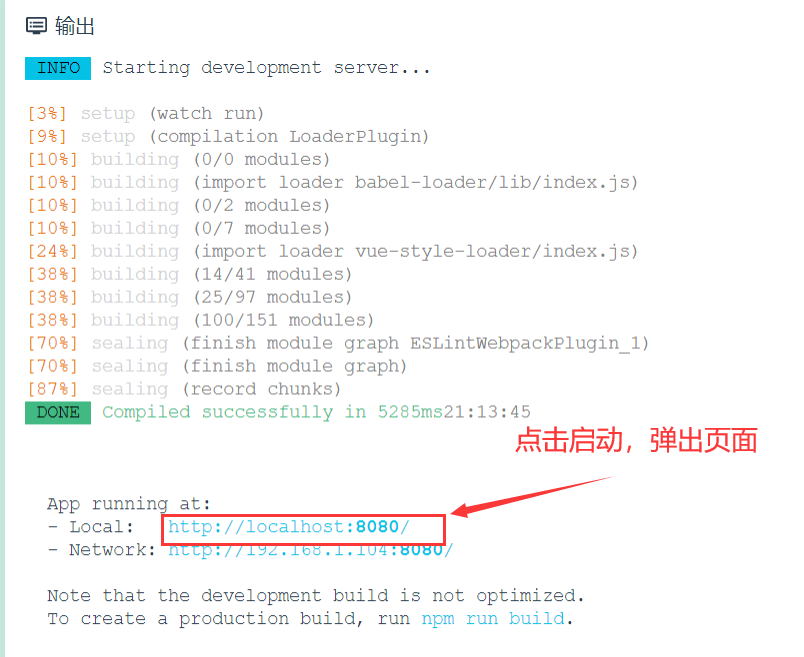 输出
INFO Starting development server...
[3%] setup (watch run)
[9%] setup (compilation LoaderPlugin)
[10%] building (0/0 modules)
[10%] building (import loader babel-loader/lib/index.js)
[10%] building (0/2 modules)
[10%] building (0/7 modules)
[24%] building (import loader vue-style-loader/index.js)
[38%] building (14/41 modules)
[38%] building (25/97 modules)
[38%] building (100/151 modules)
[70%] sealing (finish module graph ESLintWebpackPlugin_1)
[70%] sealing (finish module graph)
[87%] sealing (record chunks)
DONE Compiled successfully in 5285ms21:13:45
点击启动，弹出页面
App running at:
- Local: http://localhost:8080/
- Network: http://192.168.1.104:8080/
Note that the development build is not optimized.
To create a production build, run npm run build.